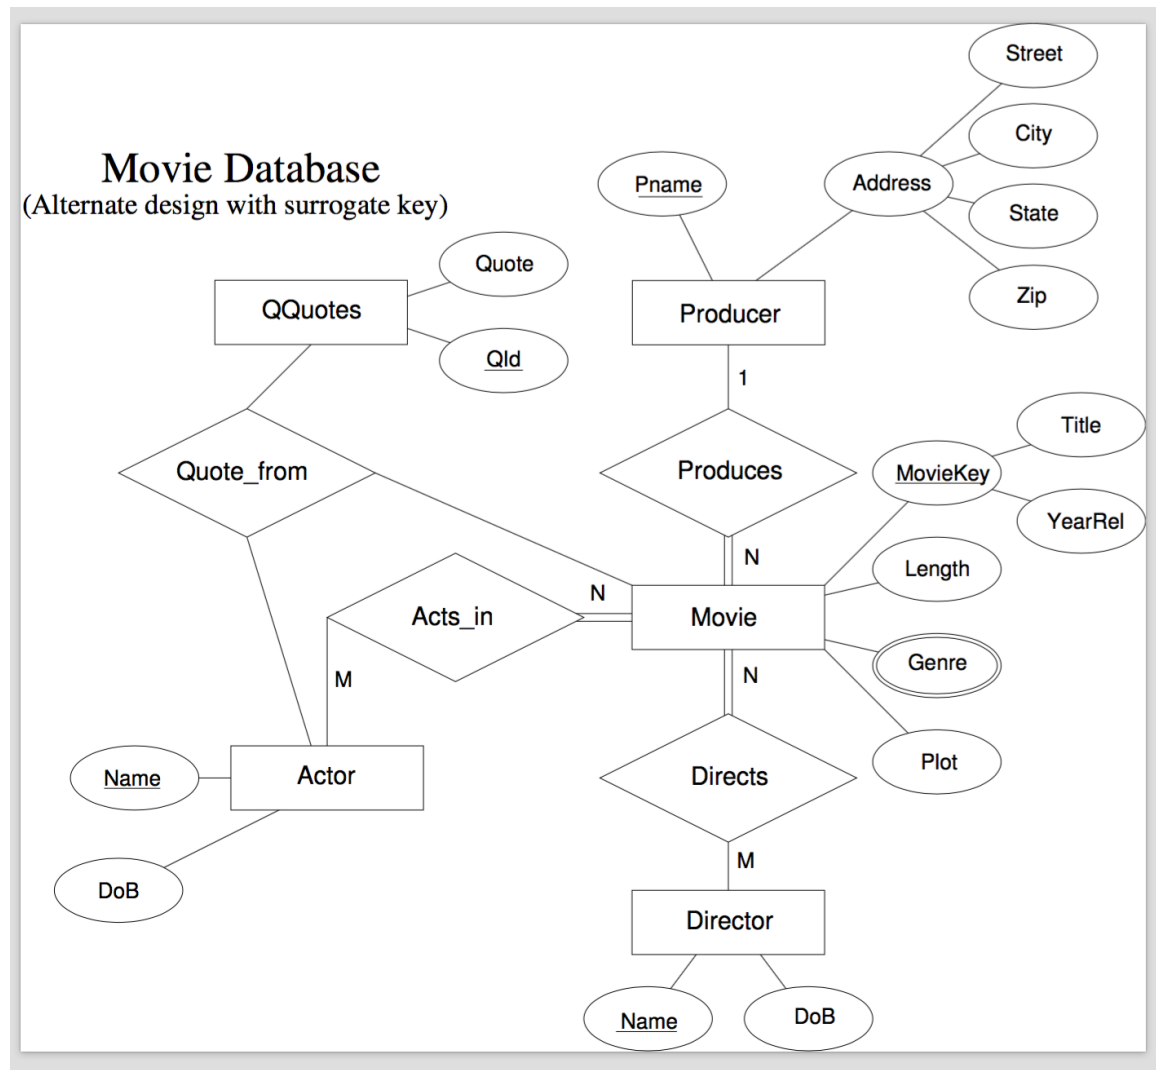 Street
City
Movie Database
(Alternate design with surrogate key)
Pname
Address
State
Zip
Quote
QQuotes
QId
Producer
1
Title
Quote_from
Produces
MovieKey
YearRel
N
Length
N
Acts_in
Movie
Genre
M
N
Plot
Name
Actor
Directs
DoB
M
Director
Name
DoB